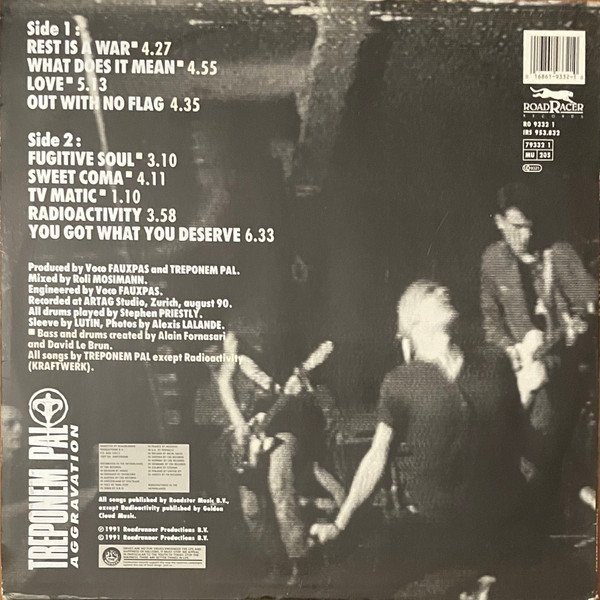 Side 1:
REST IS A WAR■ 4.27
WHAT DOES IT MEAN■ 4.55
LOVE■ 5.13
OUT WITH NO FLAG 4.35
Side 2:
FUGITIVE SOUL■ 3.10
SWEET COMA■ 4.11
TV MATIC■ 1.10
RADIOACTIVITY 3.58
YOU GOT WHAT YOU DESERVE 6.33
Produced by Voco FAUXPAS and TREPONEM PAL.
Mixed by Roli MOSIMANN.
Engineered by Voco FAUXPAS.
Recorded at ARTAG Studio, Zurich, august 90.
All drums played by Stephen PRIESTLY.
Sleeve by LUTIN, Photos by Alexis LALANDE.
■ Bass and drums created by Alain Fornasari
and David Le Brun.
All songs by TREPONEM PAL except Radioactivity
(KRAFTWERK).
TREPONEM PAL
AGGRAVATION
All songs published by Roadster Music B.V.,
except Radioactivity published by Golden
Cloud Music.
©1991 Roadrunner Productions B.V.
℗1991 Roadrunner Productions B.V.
0 16861-9332-1
ROADRACER
RECORDS
RO 9332 1
IRS 953.832
79332 1
MU 205